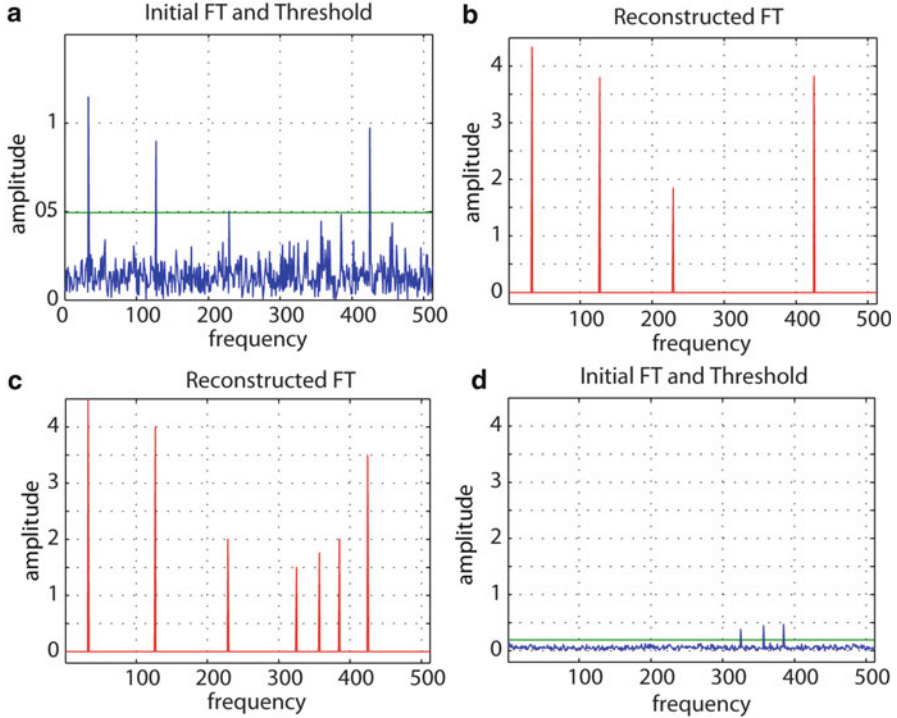 a
Initial FT and Threshold
amplitude
1
05
0
0 100 200 300 400 500
frequency
b
Reconstructed FT
amplitude
4
3
2
1
0
100 200 300 400 500
frequency
c
Reconstructed FT
amplitude
4
3
2
1
0
100 200 300 400 500
frequency
d
Initial FT and Threshold
amplitude
4
3
2
1
0
100 200 300 400 500
frequency